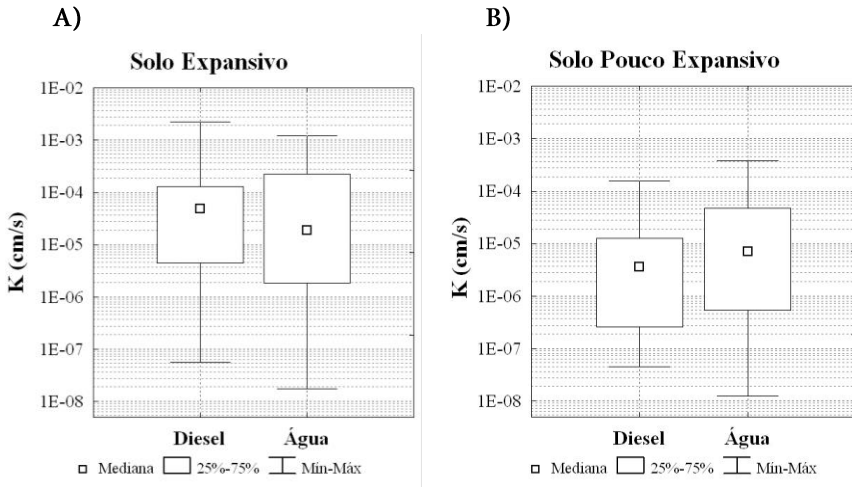 A)
Solo Expansivo
K (cm/s)
1E-02
1E-03
1E-04
1E-05
1E-06
1E-07
1E-08
Diesel Água
Mediana 25%-75% Mín-Máx
B)
Solo Pouco Expansivo
K (cm/s)
1E-02
1E-03
1E-04
1E-05
1E-06
1E-07
1E-08
Diesel Água
Mediana 25%-75% Mín-Máx